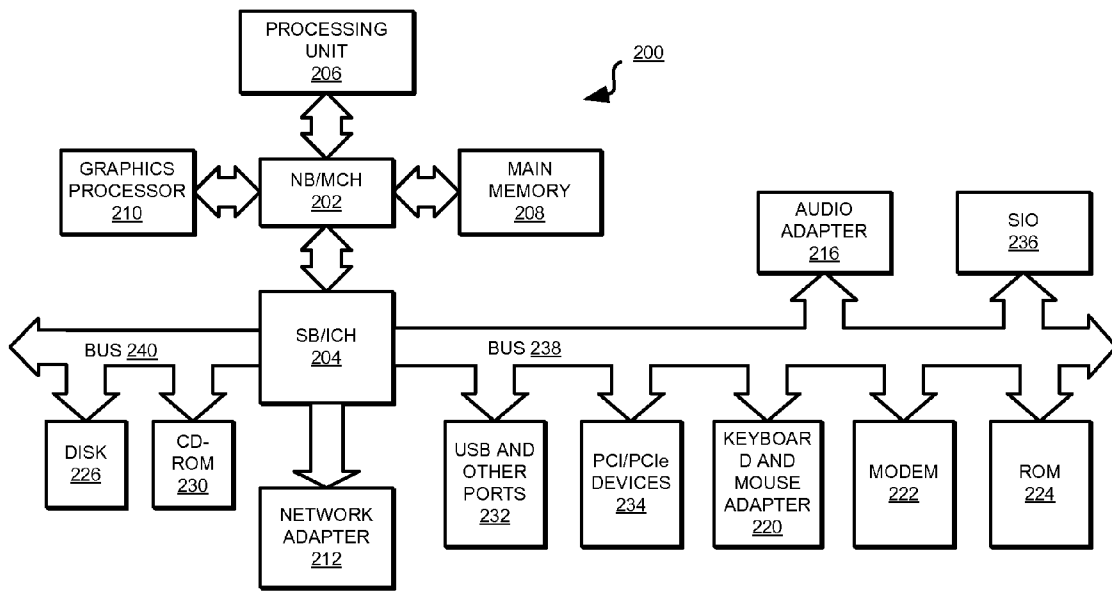 PROCESSING
UNIT
206
200
GRAPHICS
PROCESSOR
210
NB/MCH
202
MAIN
MEMORY
208
AUDIO
ADAPTER
216
SIO
236
SB/ICH
204
BUS 240
BUS 238
DISK
226
CD-
ROM
230
NETWORK
ADAPTER
212
USB AND
OTHER
PORTS
232
PCI/PCIe
DEVICES
234
KEYBOAR
D AND
MOUSE
ADAPTER
220
MODEM
222
ROM
224